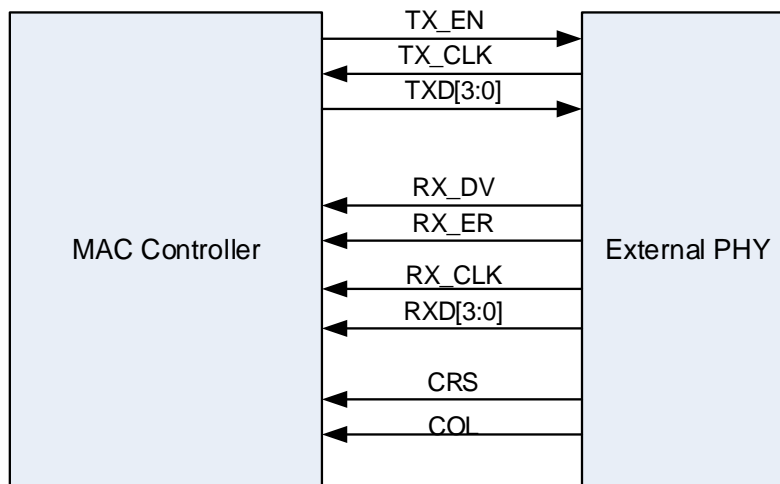 TX_EN
TX_CLK
TXD[3:0]
RX_DV
RX_ER
MAC Controller
External PHY
RX_CLK
RXD[3:0]
CRS
COL